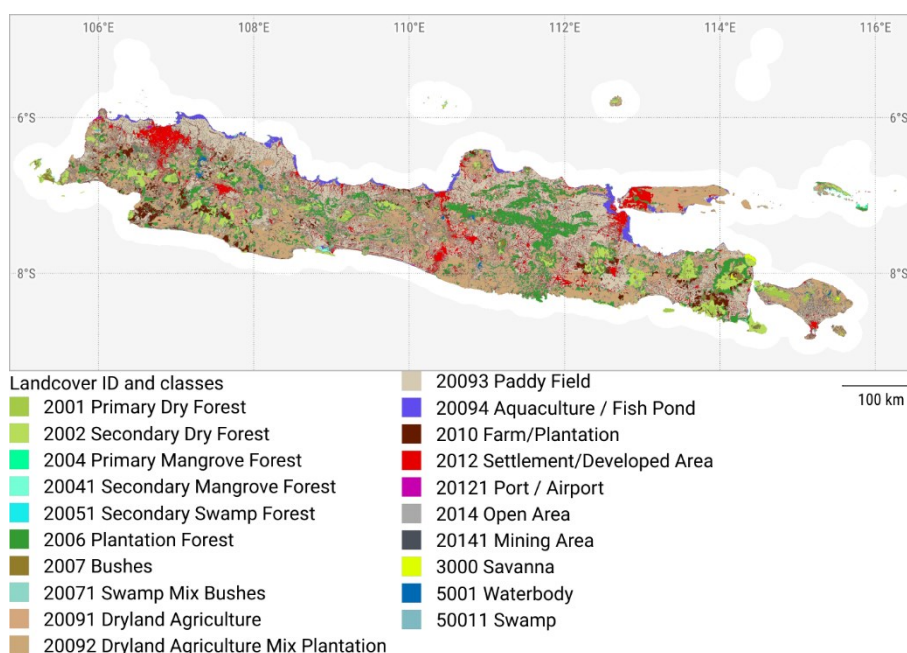 106°E 108°E 110°E 112°E 114°E 116°E
6°S 6°S
8°S 8°S
Landcover ID and classes
2001 Primary Dry Forest
2002 Secondary Dry Forest
2004 Primary Mangrove Forest
20041 Secondary Mangrove Forest
20051 Secondary Swamp Forest
2006 Plantation Forest
2007 Bushes
20071 Swamp Mix Bushes
20091 Dryland Agriculture
20092 Dryland Agriculture Mix Plantation
20093 Paddy Field
20094 Aquaculture / Fish Pond
2010 Farm/Plantation
2012 Settlement/Developed Area
20121 Port / Airport
2014 Open Area
20141 Mining Area
3000 Savanna
5001 Waterbody
50011 Swamp
100 km